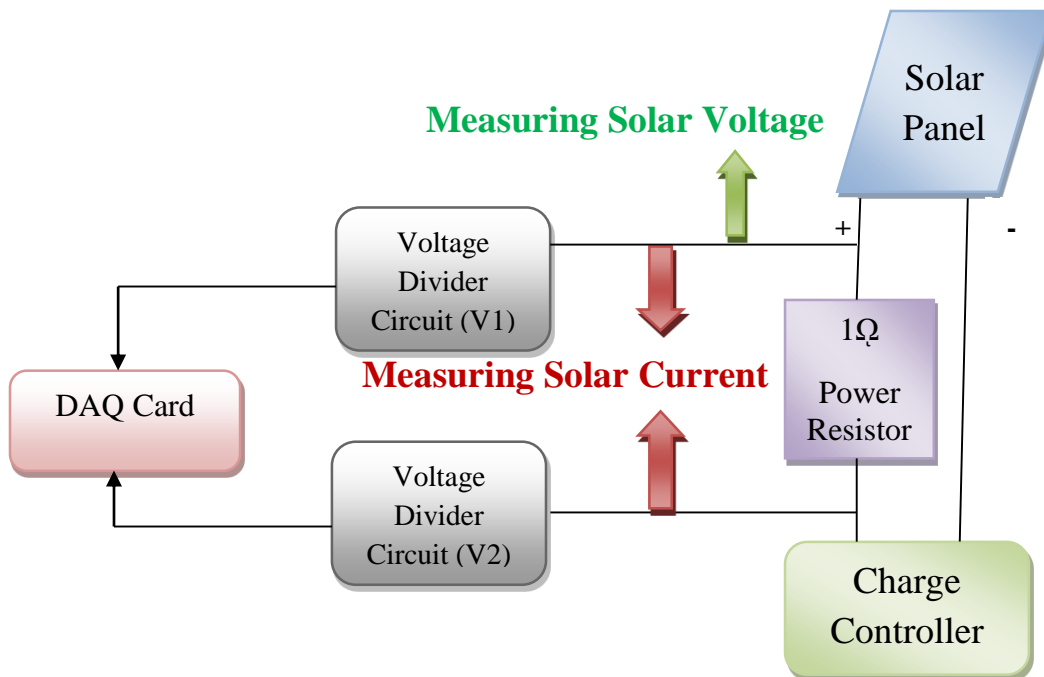 Solar
Panel
Measuring Solar Voltage
+
-
Voltage
Divider
Circuit (V1)
1Ω
Power
Resistor
Measuring Solar Current
DAQ Card
Voltage
Divider
Circuit (V2)
Charge
Controller